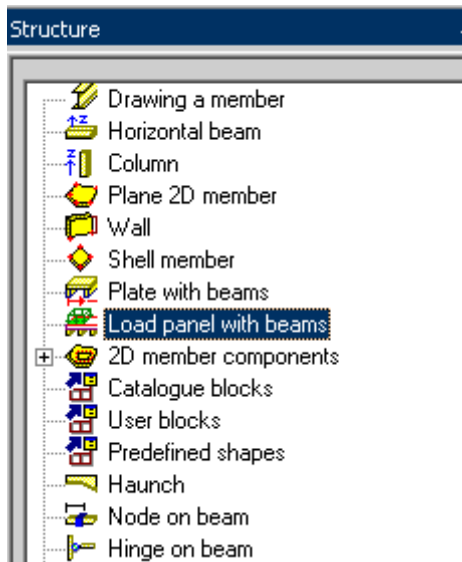 Structure
Drawing a member
Horizontal beam
Column
Plane 2D member
Wall
Shell member
Plate with beams
Load panel with beams
2D member components
Catalogue blocks
User blocks
Predefined shapes
Haunch
Node on beam
Hinge on beam